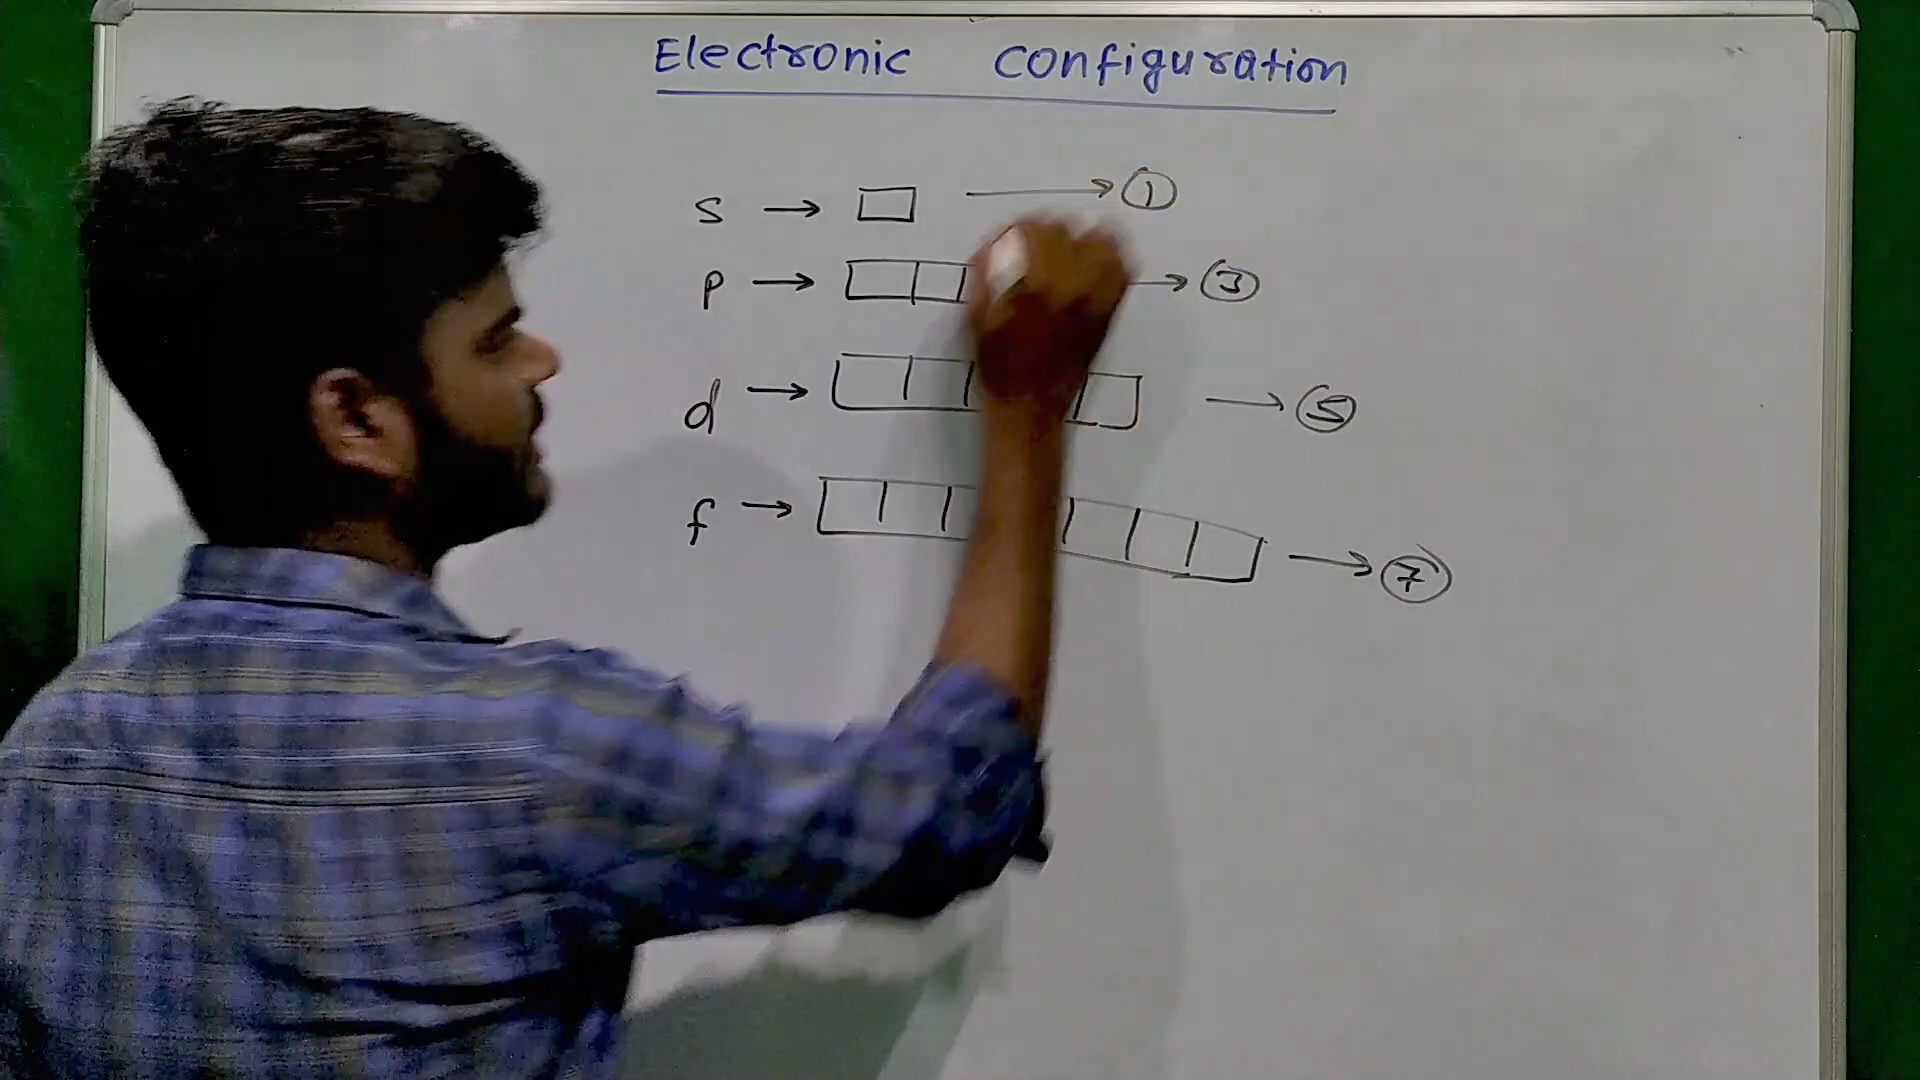 Electronic configuration
s → → 1
p → → 3
d → → 5
f → → 7